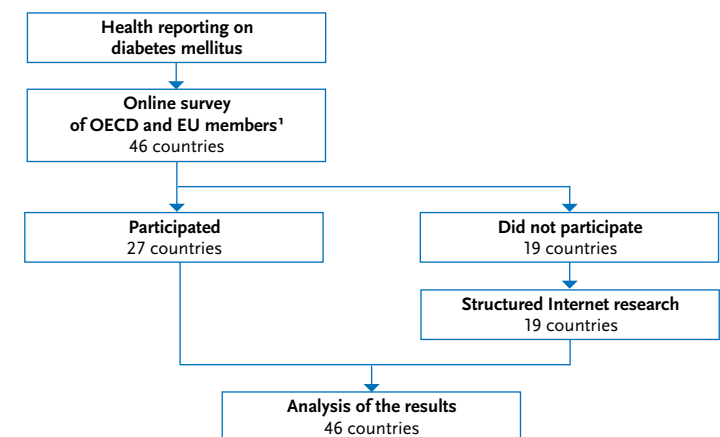 Health reporting on
diabetes mellitus
Online survey
of OECD and EU members¹
46 countries
Participated
27 countries
Did not participate
19 countries
Structured Internet research
19 countries
Analysis of the results
46 countries